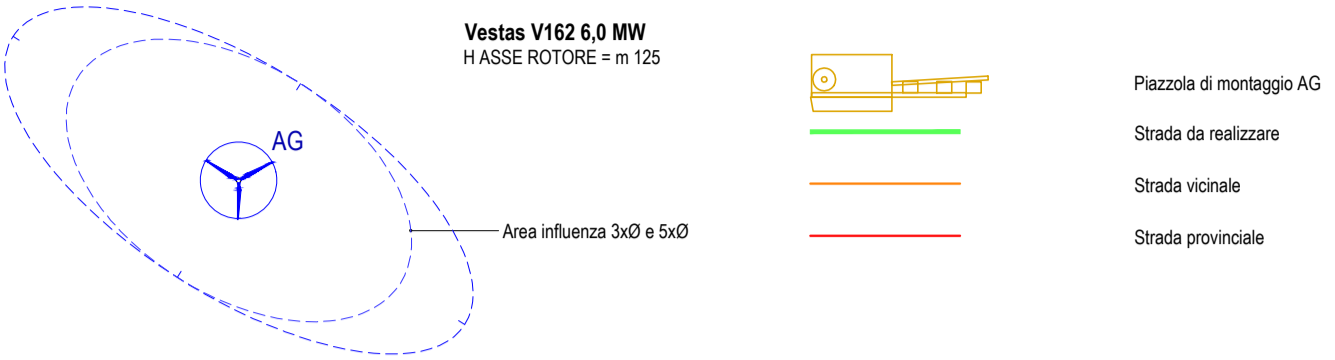 Vestas V162 6,0 MW
H ASSE ROTORE = m 125
AG
Area influenza 3xØ e 5xØ
Piazzola di montaggio AG
Strada da realizzare
Strada vicinale
Strada provinciale